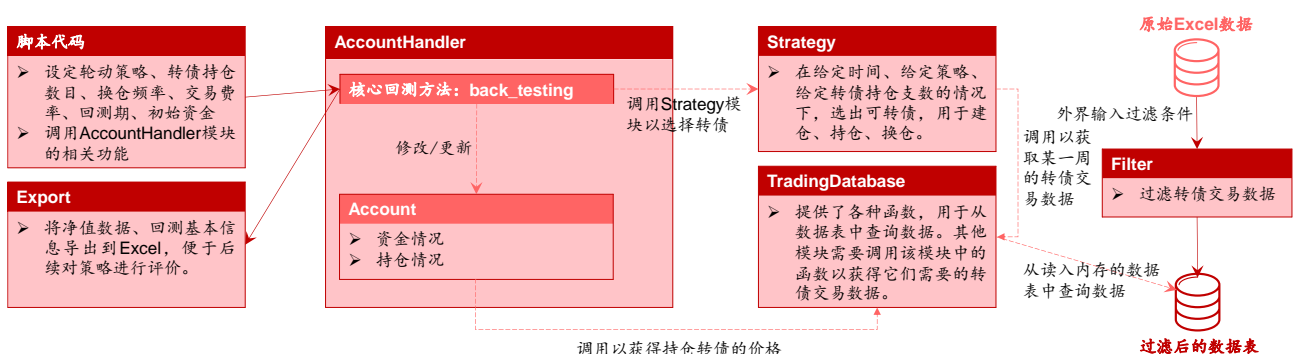 脚本代码
➢ 设定轮动策略、转债持仓
数目、换仓频率、交易费
率、回测期、初始资金
➢ 调用AccountHandler模块
的相关功能
Export
➢ 将净值数据、回测基本信
息导出到Excel，便于后
续对策略进行评价。
AccountHandler
核心回测方法：back_testing
修改/更新
Account
➢ 资金情况
➢ 持仓情况
调用Strategy模
块以选择转债
Strategy
➢ 在给定时间、给定策略、
给定转债持仓支数的情况
下，选出可转债，用于建
仓、持仓、换仓。
TradingDatabase
➢ 提供了各种函数，用于从
数据表中查询数据。其他
模块需要调用该模块中的
函数以获得它们需要的转
债交易数据。
调用以获
取某一周
的转债交
易数据
原始Excel数据
外界输入过滤条件
Filter
➢ 过滤转债交易数据
从读入内存的数据
表中查询数据
过滤后的数据表
调用以获得持仓转债的价格